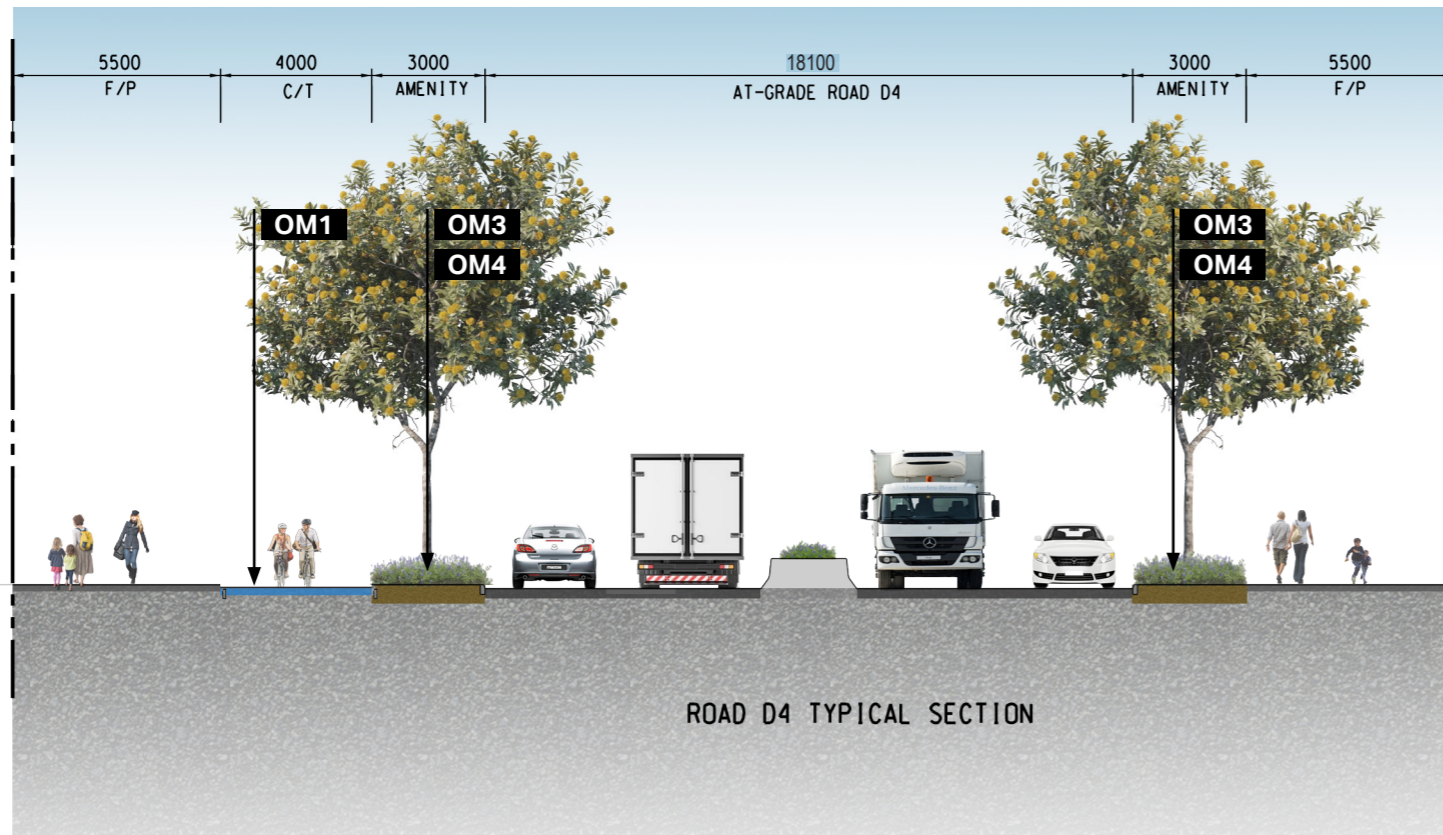 5500 4000 3000 18100 3000 5500
F/P C/T AMENITY AT-GRADE ROAD D4 AMENITY F/P
OM1 OM3 OM3
OM4 OM4
ROAD D4 TYPICAL SECTION